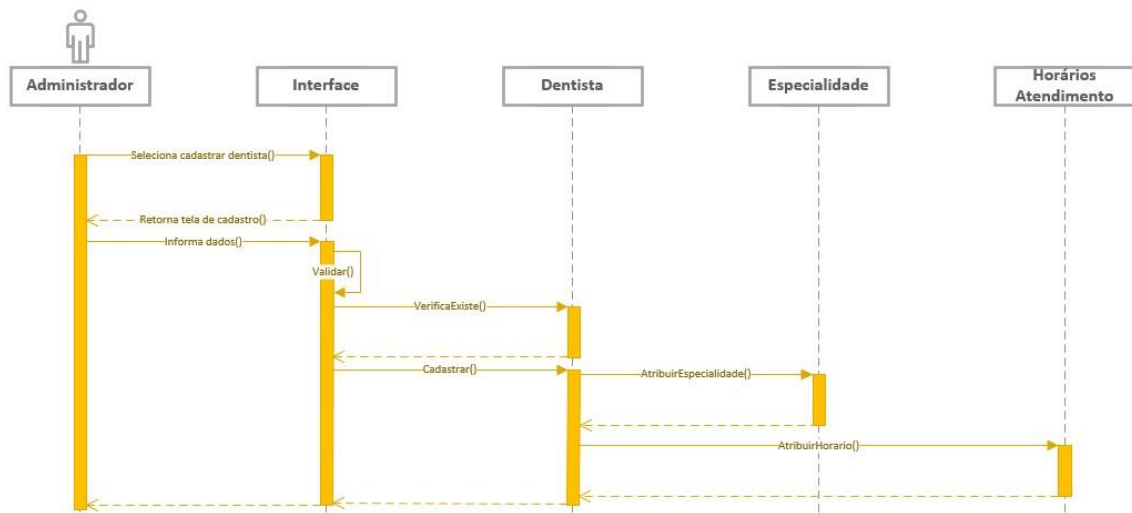 Administrador
Interface
Dentista
Especialidade
Horários
Atendimento
Seleciona cadastrar dentista()
Retorna tela de cadastro()
Informa dados()
Validar()
VerificaExiste()
Cadastrar()
AtribuirEspecialidade()
AtribuirHorario()